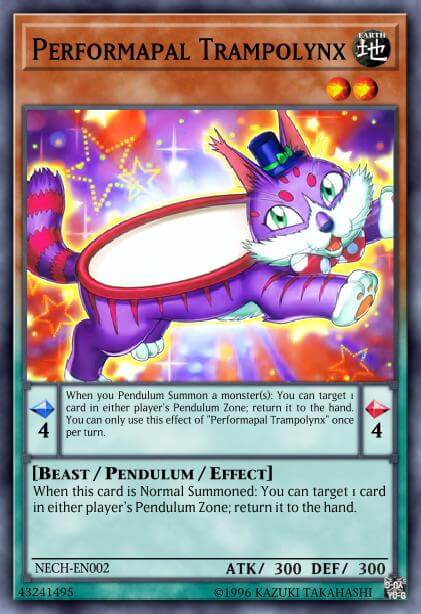 PERFORMAPAL TRAMPOLYNX
EARTH
地
When you Pendulum Summon a monster(s): You can target 1
card in either player's Pendulum Zone; return it to the hand.
You can only use this effect of "Performapal Trampolynx" once
per turn.
4
4
[BEAST / PENDULUM / EFFECT]
When this card is Normal Summoned: You can target 1 card
in either player's Pendulum Zone; return it to the hand.
NECH-EN002
ATK/ 300 DEF/ 300
43241495
©1996 KAZUKI TAKAHASHI